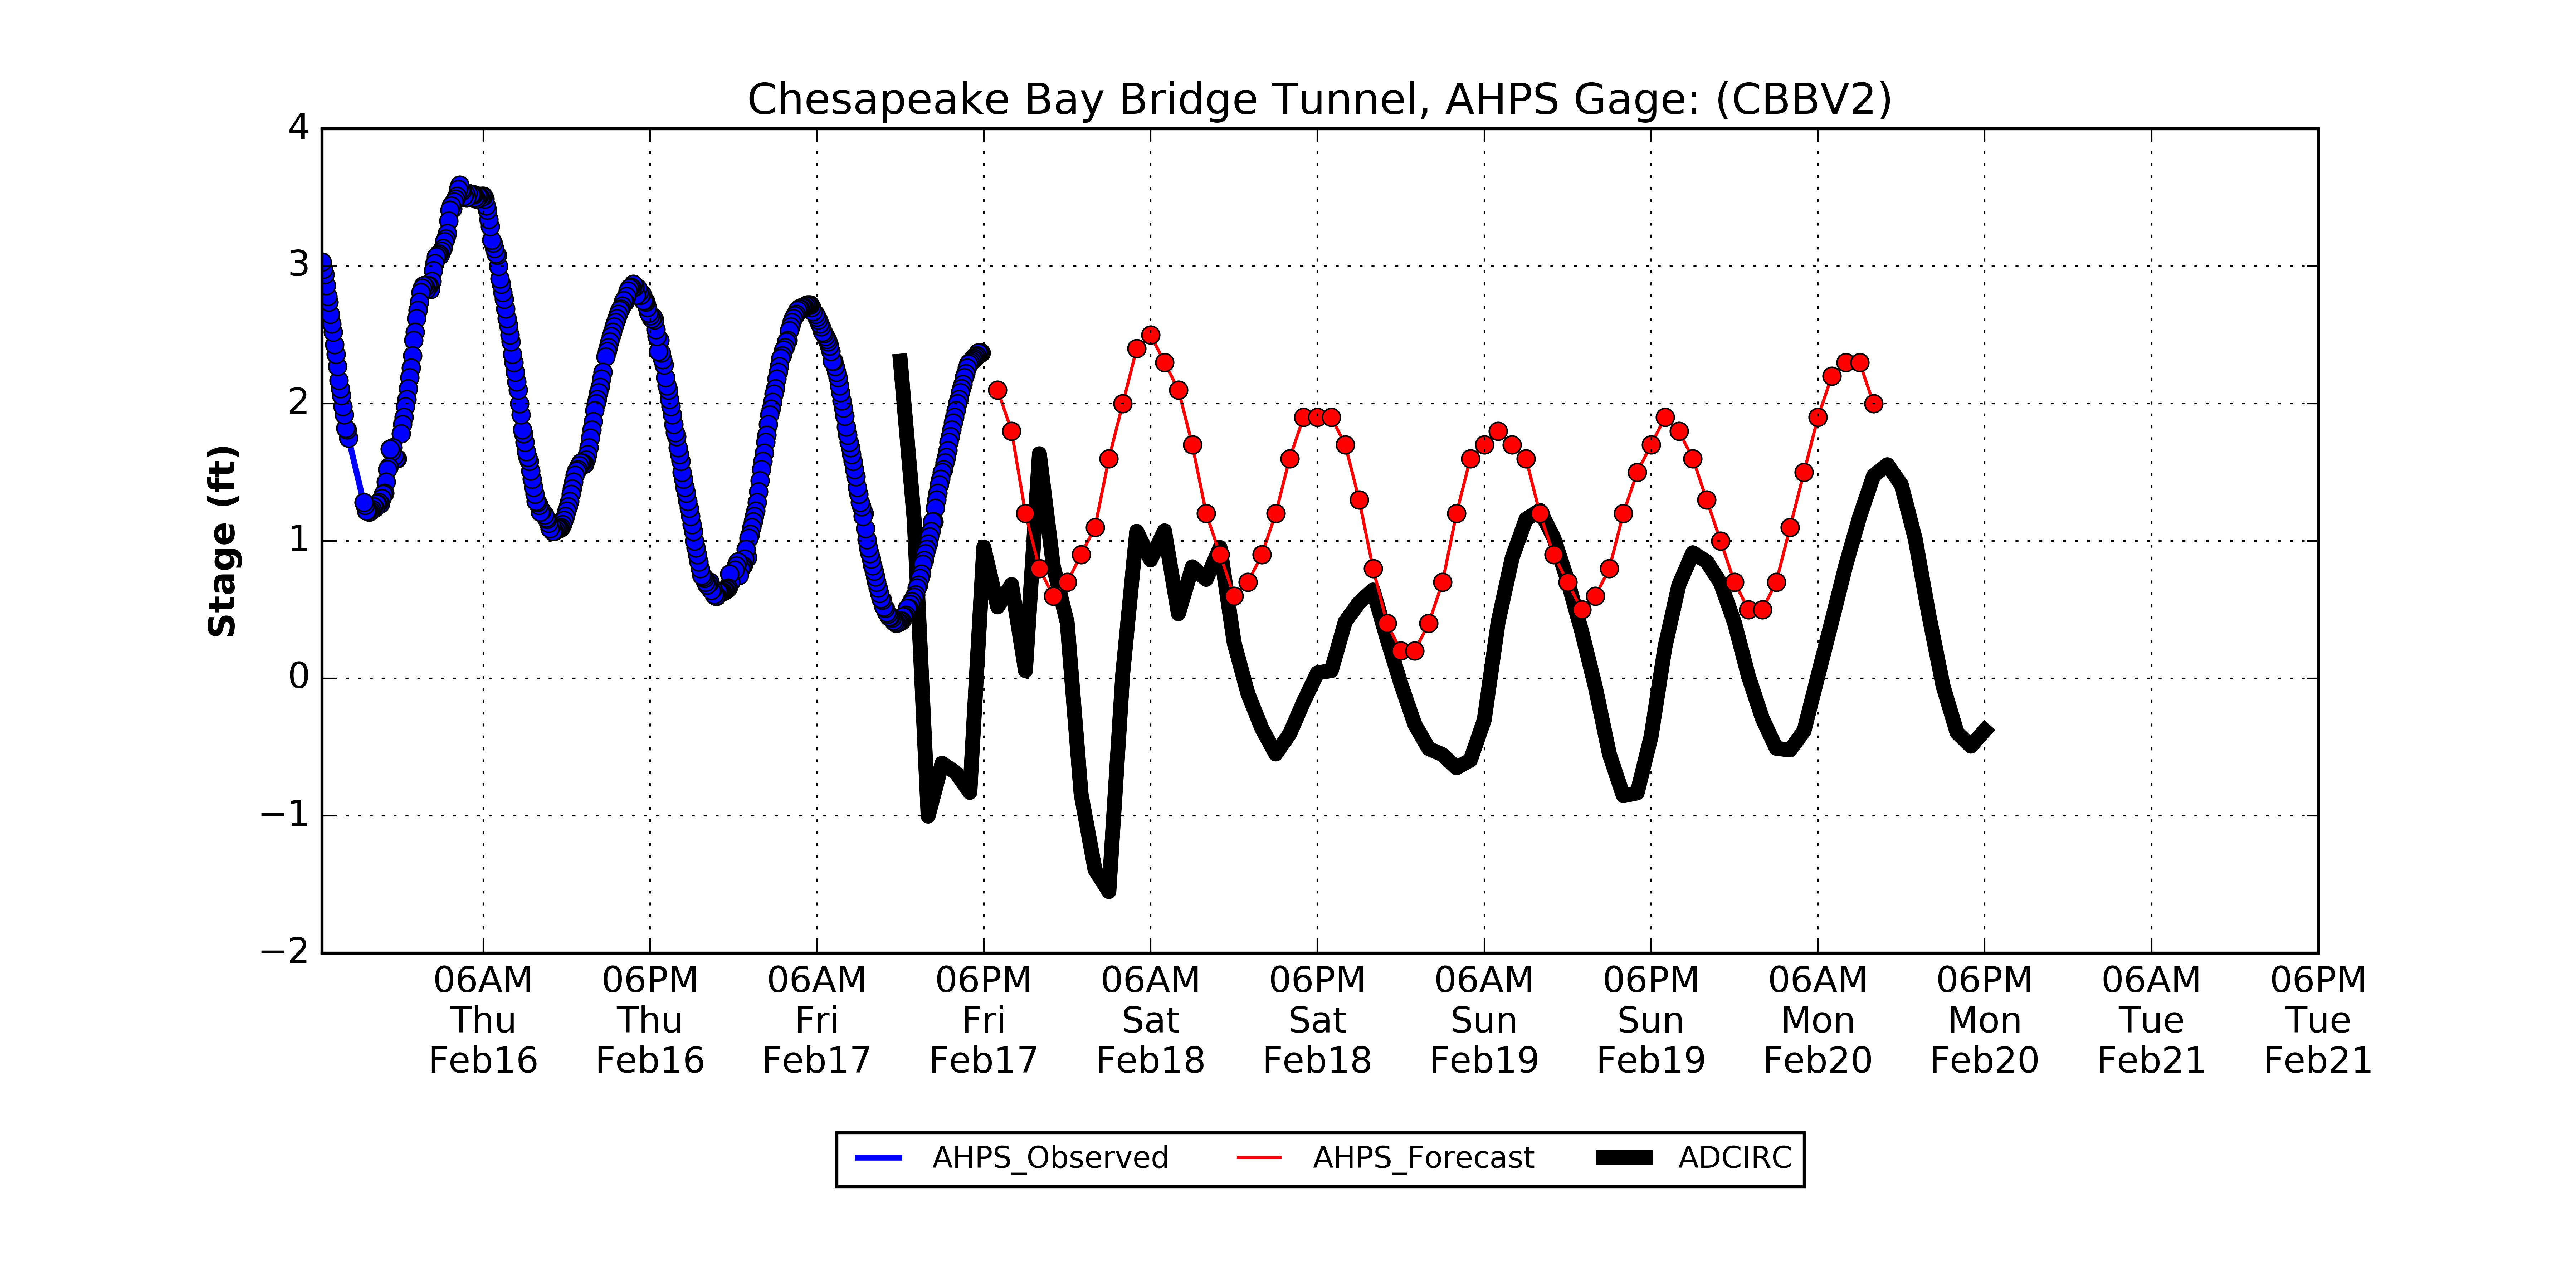 Chesapeake Bay Bridge Tunnel, AHPS Gage: (CBBV2)
4
3
2
1
0
−1
−2
Stage (ft)
06AM 06PM 06AM 06PM 06AM 06PM 06AM 06PM 06AM 06PM 06AM 06PM
Thu Thu Fri Fri Sat Sat Sun Sun Mon Mon Tue Tue
Feb16 Feb16 Feb17 Feb17 Feb18 Feb18 Feb19 Feb19 Feb20 Feb20 Feb21 Feb21
AHPS_Observed AHPS_Forecast ADCIRC